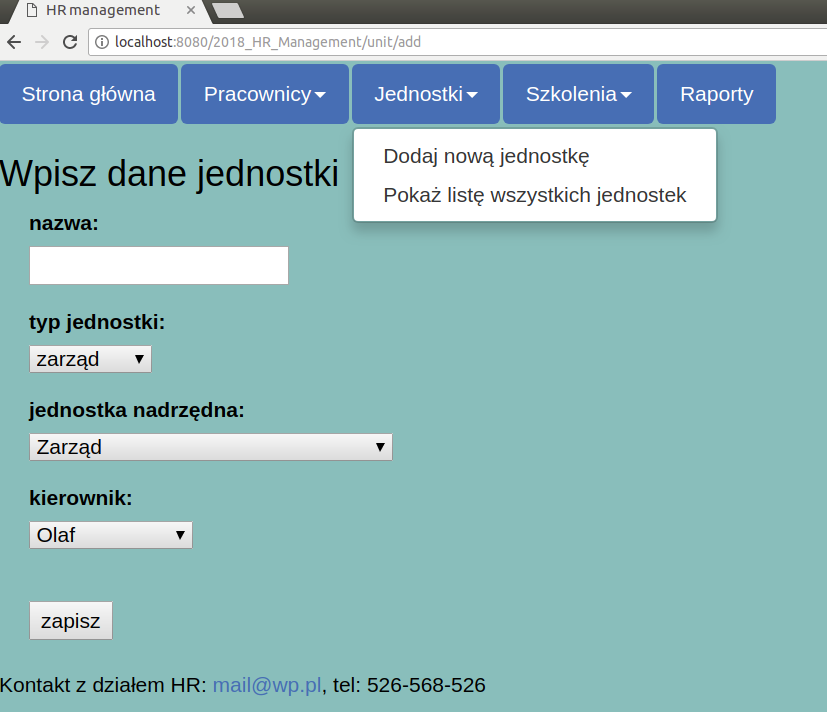 HR management
localhost:8080/2018_HR_Management/unit/add
Strona główna Pracownicy Jednostki Szkolenia Raporty
Dodaj nową jednostkę
Pokaż listę wszystkich jednostek
Wpisz dane jednostki
nazwa:
typ jednostki:
zarząd
jednostka nadrzędna:
Zarząd
kierownik:
Olaf
zapisz
Kontakt z działem HR: mail@wp.pl, tel: 526-568-526